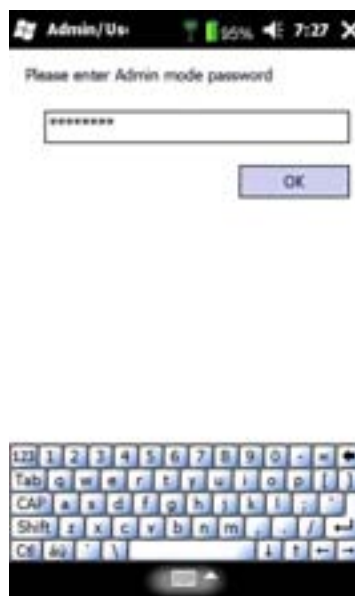 Admin/Us
95% 7:27 X
Please enter Admin mode password
********
OK
123 1 2 3 4 5 6 7 8 9 0 - =
Tab q w e r t y u i o p [ ]
CAP a s d f g h j k l ; '
Shift z x c v b n m , . /
Ctl áü ` \